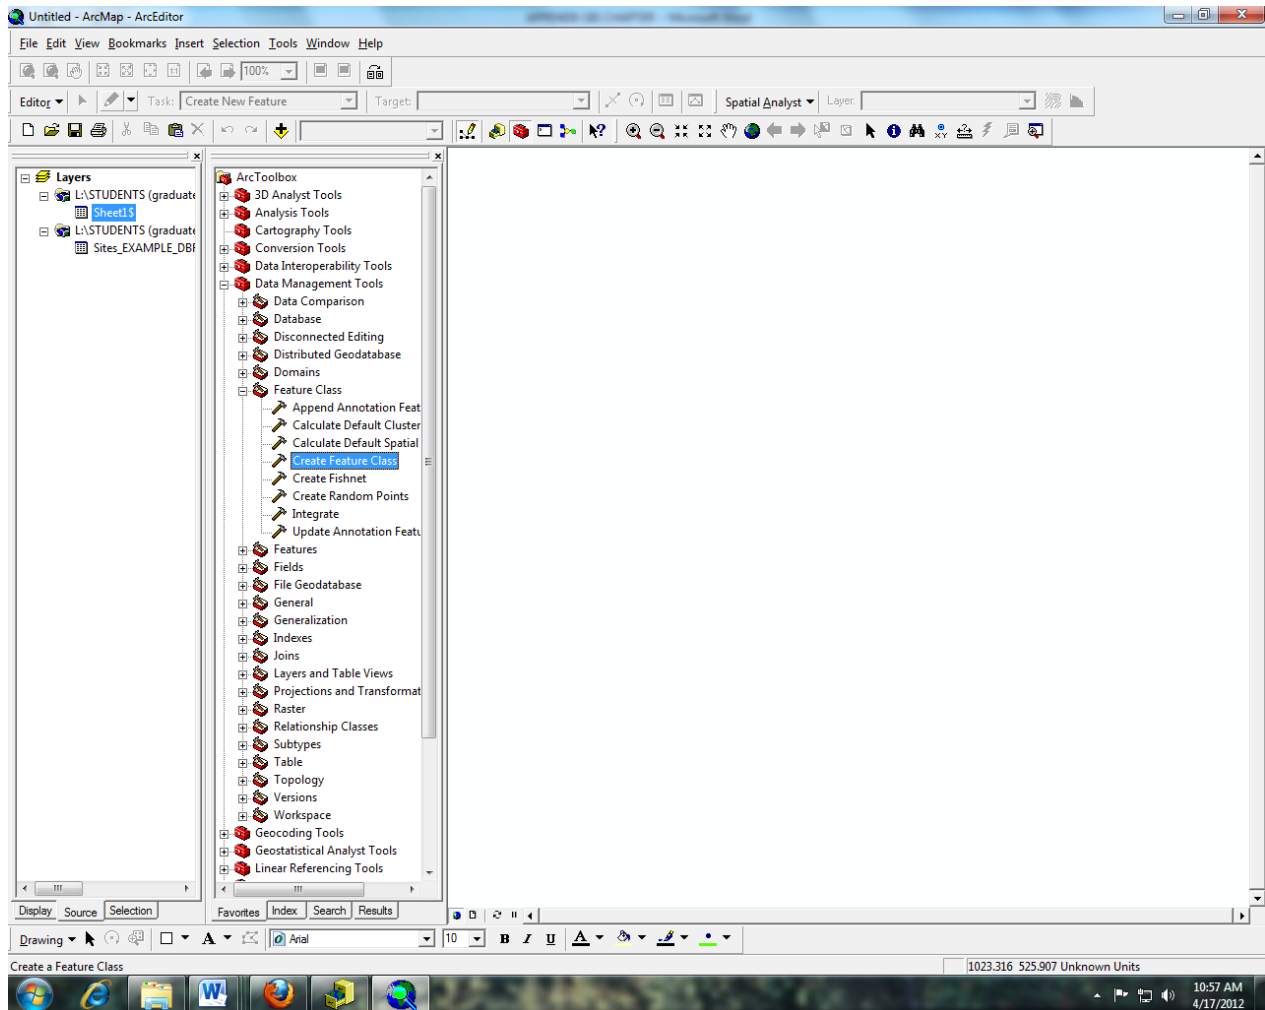 Untitled - ArcMap - ArcEditor
File Edit View Bookmarks Insert Selection Tools Window Help
100%
Editor Task: Create New Feature Target: Spatial Analyst Layer:
Layers
L:\STUDENTS (graduate
Sheet1$
L:\STUDENTS (graduate
Sites_EXAMPLE_DBF
ArcToolbox
3D Analyst Tools
Analysis Tools
Cartography Tools
Conversion Tools
Data Interoperability Tools
Data Management Tools
Data Comparison
Database
Disconnected Editing
Distributed Geodatabase
Domains
Feature Class
Append Annotation Feat
Calculate Default Cluster
Calculate Default Spatial
Create Feature Class
Create Fishnet
Create Random Points
Integrate
Update Annotation Featu
Features
Fields
File Geodatabase
General
Generalization
Indexes
Joins
Layers and Table Views
Projections and Transformat
Raster
Relationship Classes
Subtypes
Table
Topology
Versions
Workspace
Geocoding Tools
Geostatistical Analyst Tools
Linear Referencing Tools
Display Source Selection
Favorites Index Search Results
Drawing A Arial 10 B I U A
Create a Feature Class
1023.316 525.907 Unknown Units
10:57 AM
4/17/2012